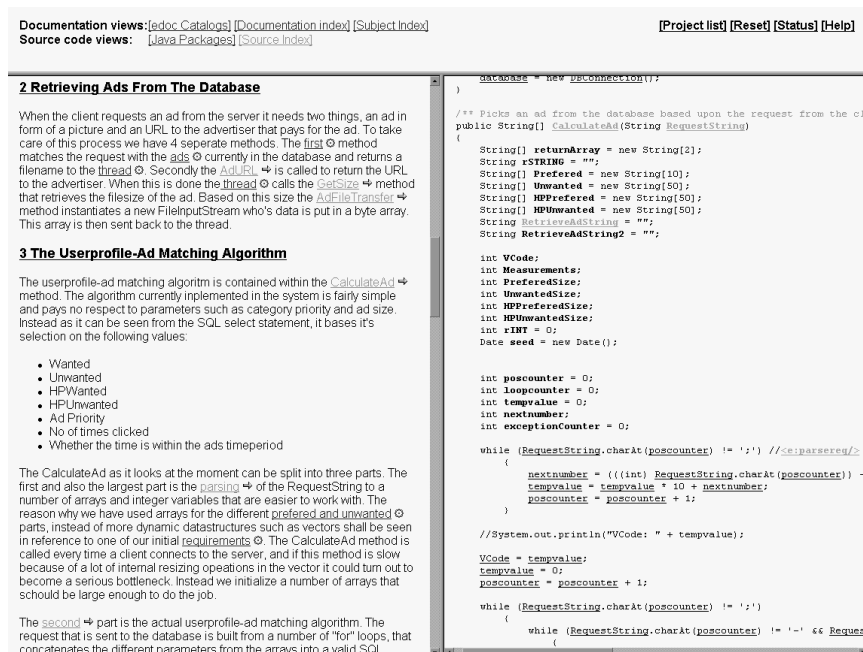 Documentation views:[edoc Catalogs] [Documentation index] [Subject Index]
[Project list] [Reset] [Status] [Help]
Source code views: [Java Packages] [Source Index]
2 Retrieving Ads From The Database
When the client requests an ad from the server it needs two things, an ad in
form of a picture and an URL to the advertiser that pays for the ad. To take
care of this process we have 4 seperate methods. The first method
matches the request with the ads currently in the database and returns a
filename to the thread. Secondly the AdURL is called to return the URL
to the advertiser. When this is done the thread calls the GetSize method
that retrieves the filesize of the ad. Based on this size the AdFileTransfer
method instantiates a new FileInputStream who's data is put in a byte array.
This array is then sent back to the thread.
3 The Userprofile-Ad Matching Algorithm
The userprofile-ad matching algoritm is contained within the CalculateAd
method. The algorithm currently inplemented in the system is fairly simple
and pays no respect to parameters such as category priority and ad size.
Instead as it can be seen from the SQL select statement, it bases it's
selection on the following values:
• Wanted
• Unwanted
• HPWanted
• HPUnwanted
• Ad Priority
• No of times clicked
• Whether the time is within the ads timeperiod
The CalculateAd as it looks at the moment can be split into three parts. The
first and also the largest part is the parsing of the RequestString to a
number of arrays and integer variables that are easier to work with. The
reason why we have used arrays for the different prefered and unwanted
parts, instead of more dynamic datastructures such as vectors shall be seen
in reference to one of our initial requirements. The CalculateAd method is
called every time a client connects to the server, and if this method is slow
because of a lot of internal resizing opeations in the vector it could turn out to
become a serious bottleneck. Instead we initialize a number of arrays that
schould be large enough to do the job.
The second part is the actual userprofile-ad matching algorithm. The
request that is sent to the database is built from a number of "for" loops, that
concatenates the different parameters from the arrays into a valid SQL
database = new DBConnection();
}
/** Picks an ad from the database based upon the request from the cl
public String[] CalculateAd(String RequestString)
{
String[] returnArray = new String[2];
String rSTRING = "";
String[] Prefered = new String[10];
String[] Unwanted = new String[50];
String[] HPPrefered = new String[50];
String[] HPUnwanted = new String[50];
String RetrieveAdString = "";
String RetrieveAdString2 = "";
int VCode;
int Measurements;
int PreferedSize;
int UnwantedSize;
int HPPreferedSize;
int HPUnwantedSize;
int rINT = 0;
Date seed = new Date();
int poscounter = 0;
int loopcounter = 0;
int tempvalue = 0;
int nextnumber;
int exceptionCounter = 0;
while (RequestString.charAt(poscounter) != ';') //<e:parsereq/>
{
nextnumber = (((int) RequestString.charAt(poscounter)) -
tempvalue = tempvalue * 10 + nextnumber;
poscounter = poscounter + 1;
}
//System.out.println("VCode: " + tempvalue);
VCode = tempvalue;
tempvalue = 0;
poscounter = poscounter + 1;
while (RequestString.charAt(poscounter) != ';')
{
while (RequestString.charAt(poscounter) != '-' && Reques
{